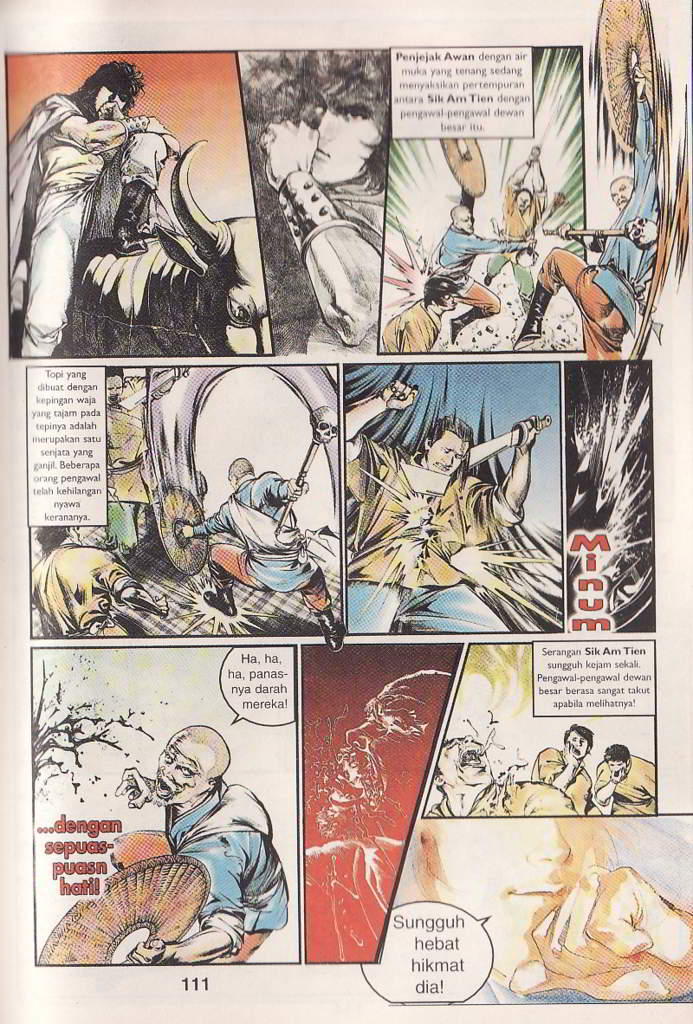 Penjejak Awan dengan air
muka yang tenang sedang
menyaksikan pertempuran
antara Sik Am Tien dengan
pengawal-pengawal dewan
besar itu.
Topi yang
dibuat dengan
kepingan waja
yang tajam pada
tepinya adalah
merupakan satu
senjata yang
ganjil. Beberapa
orang pengawal
telah kehilangan
nyawa
kerananya.
Minum
...dengan
sepuas-
puasn
hati!
Ha, ha,
ha, panas-
nya darah
mereka!
Serangan Sik Am Tien
sungguh kejam sekali.
Pengawal-pengawal dewan
besar berasa sangat takut
apabila melihatnya!
Sungguh
hebat
hikmat
dia!
111